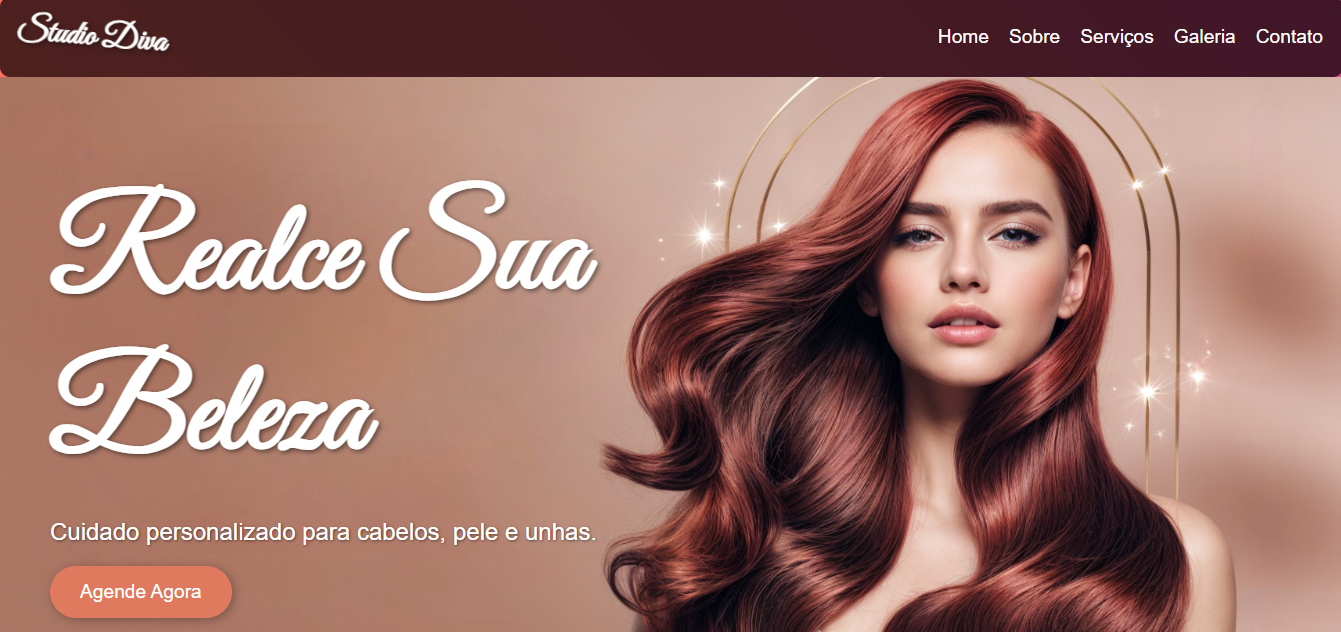 Studio Diva
Home Sobre Serviços Galeria Contato
Realce Sua
Beleza
Cuidado personalizado para cabelos, pele e unhas.
Agende Agora